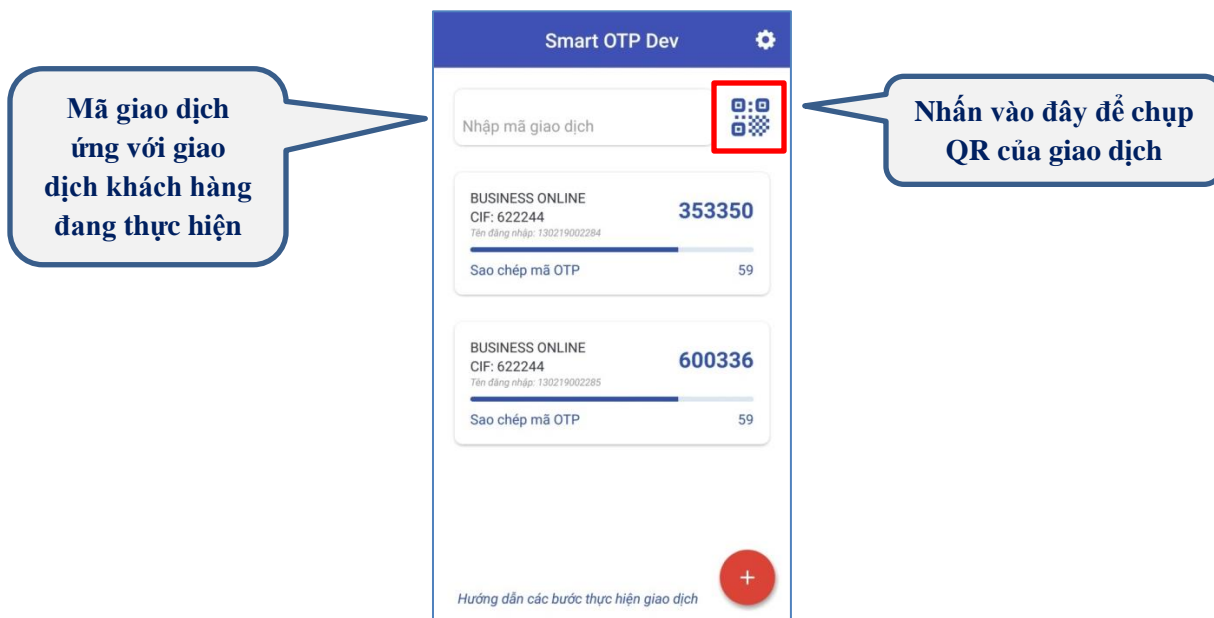 Smart OTP Dev
Mã giao dịch
ứng với giao
dịch khách hàng
đang thực hiện
Nhập mã giao dịch
Nhấn vào đây để chụp
QR của giao dịch
BUSINESS ONLINE
CIF: 622244
Tên đăng nhập: 130219002284
353350
Sao chép mã OTP
59
BUSINESS ONLINE
CIF: 622244
Tên đăng nhập: 130219002285
600336
Sao chép mã OTP
59
+
Hướng dẫn các bước thực hiện giao dịch